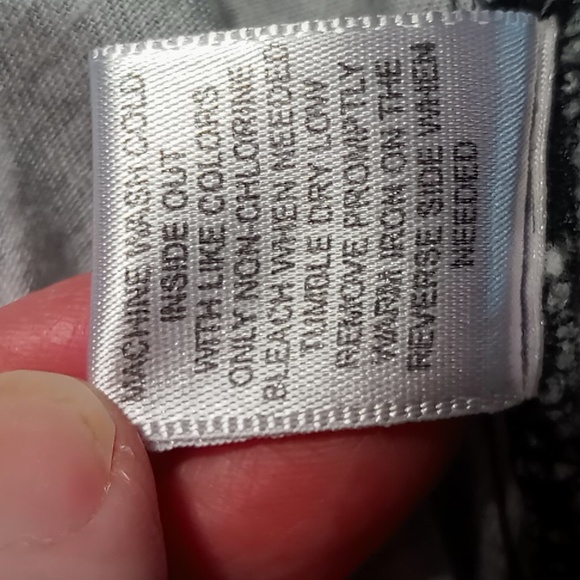 MACHINE WASH COLD
INSIDE OUT
WITH LIKE COLORS
ONLY NON-CHLORINE
BLEACH WHEN NEEDED
TUMBLE DRY LOW
REMOVE PROMPTLY
WARM IRON ON THE
REVERSE SIDE WHEN
NEEDED